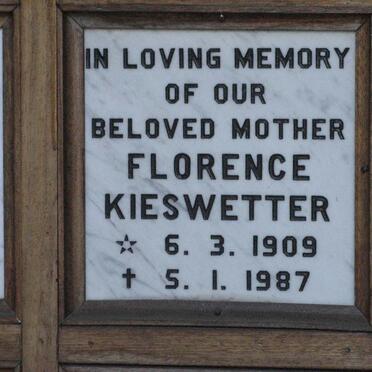 IN LOVING MEMORY
OF OUR
BELOVED MOTHER
FLORENCE
KIESWETTER
☆ 6. 3. 1909
✝ 5. 1. 1987